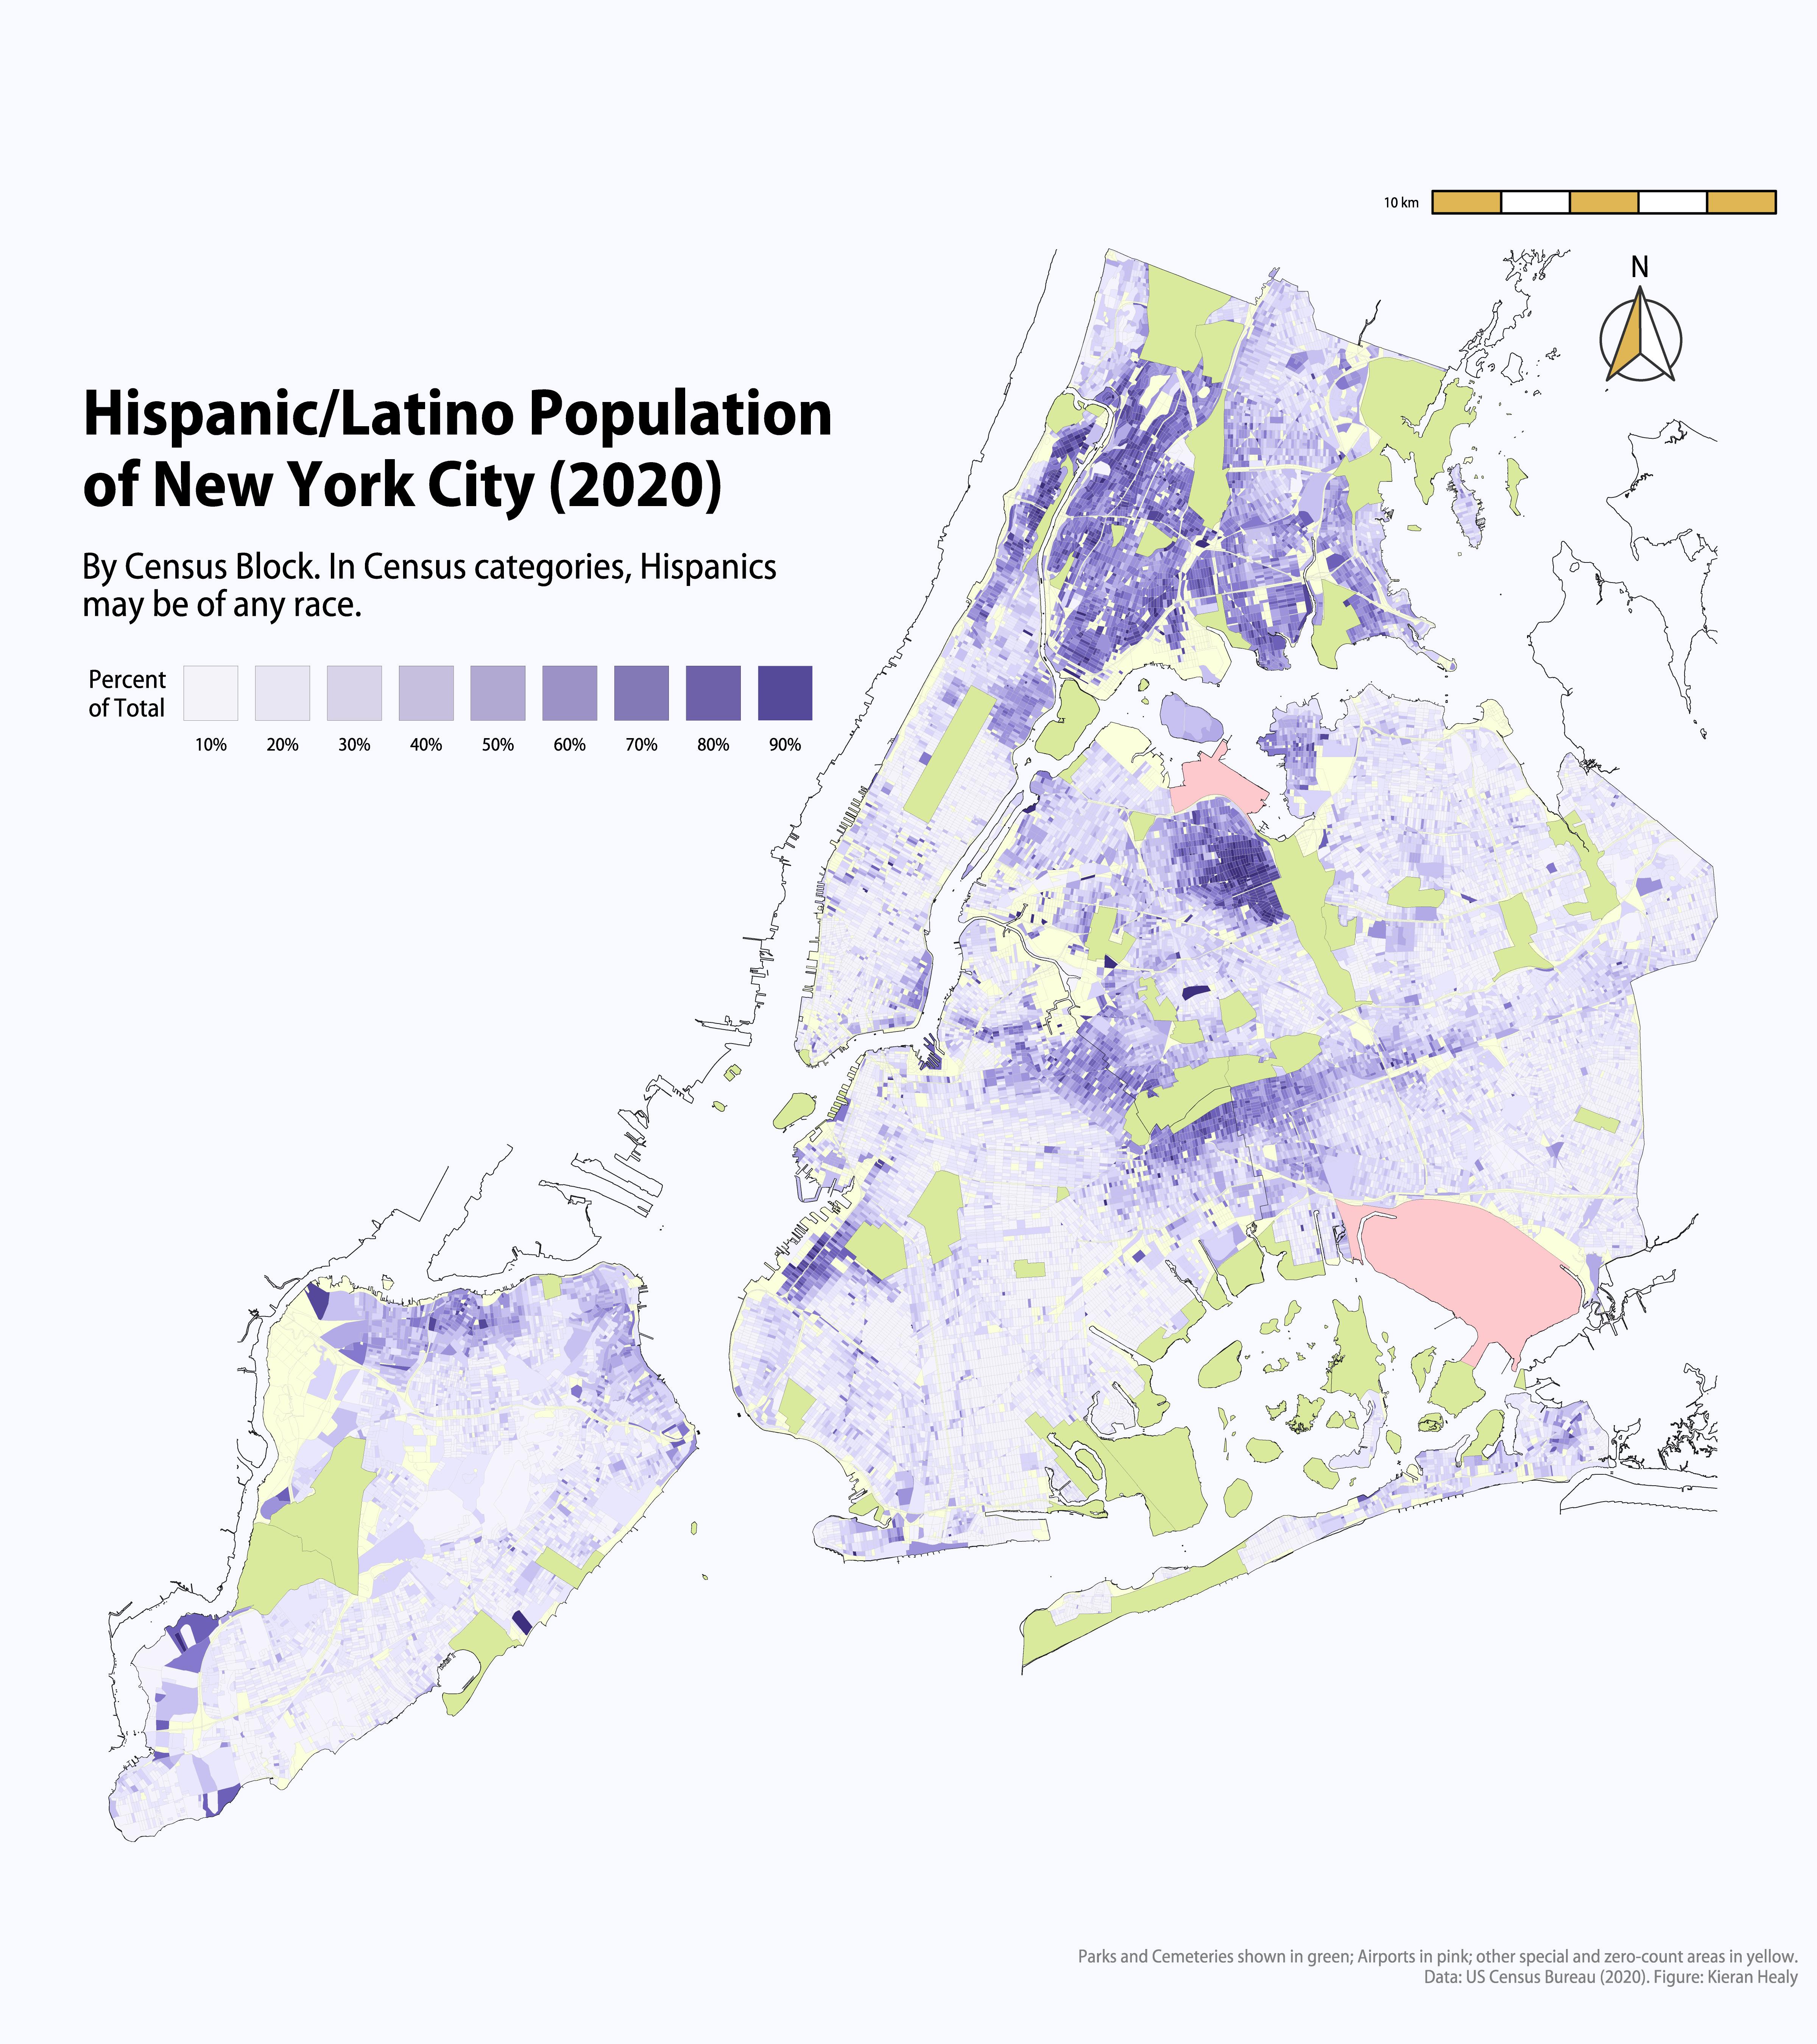 10 km
N
Hispanic/Latino Population
of New York City (2020)
By Census Block. In Census categories, Hispanics
may be of any race.
Percent
of Total
10% 20% 30% 40% 50% 60% 70% 80% 90%
Parks and Cemeteries shown in green; Airports in pink; other special and zero-count areas in yellow.
Data: US Census Bureau (2020). Figure: Kieran Healy